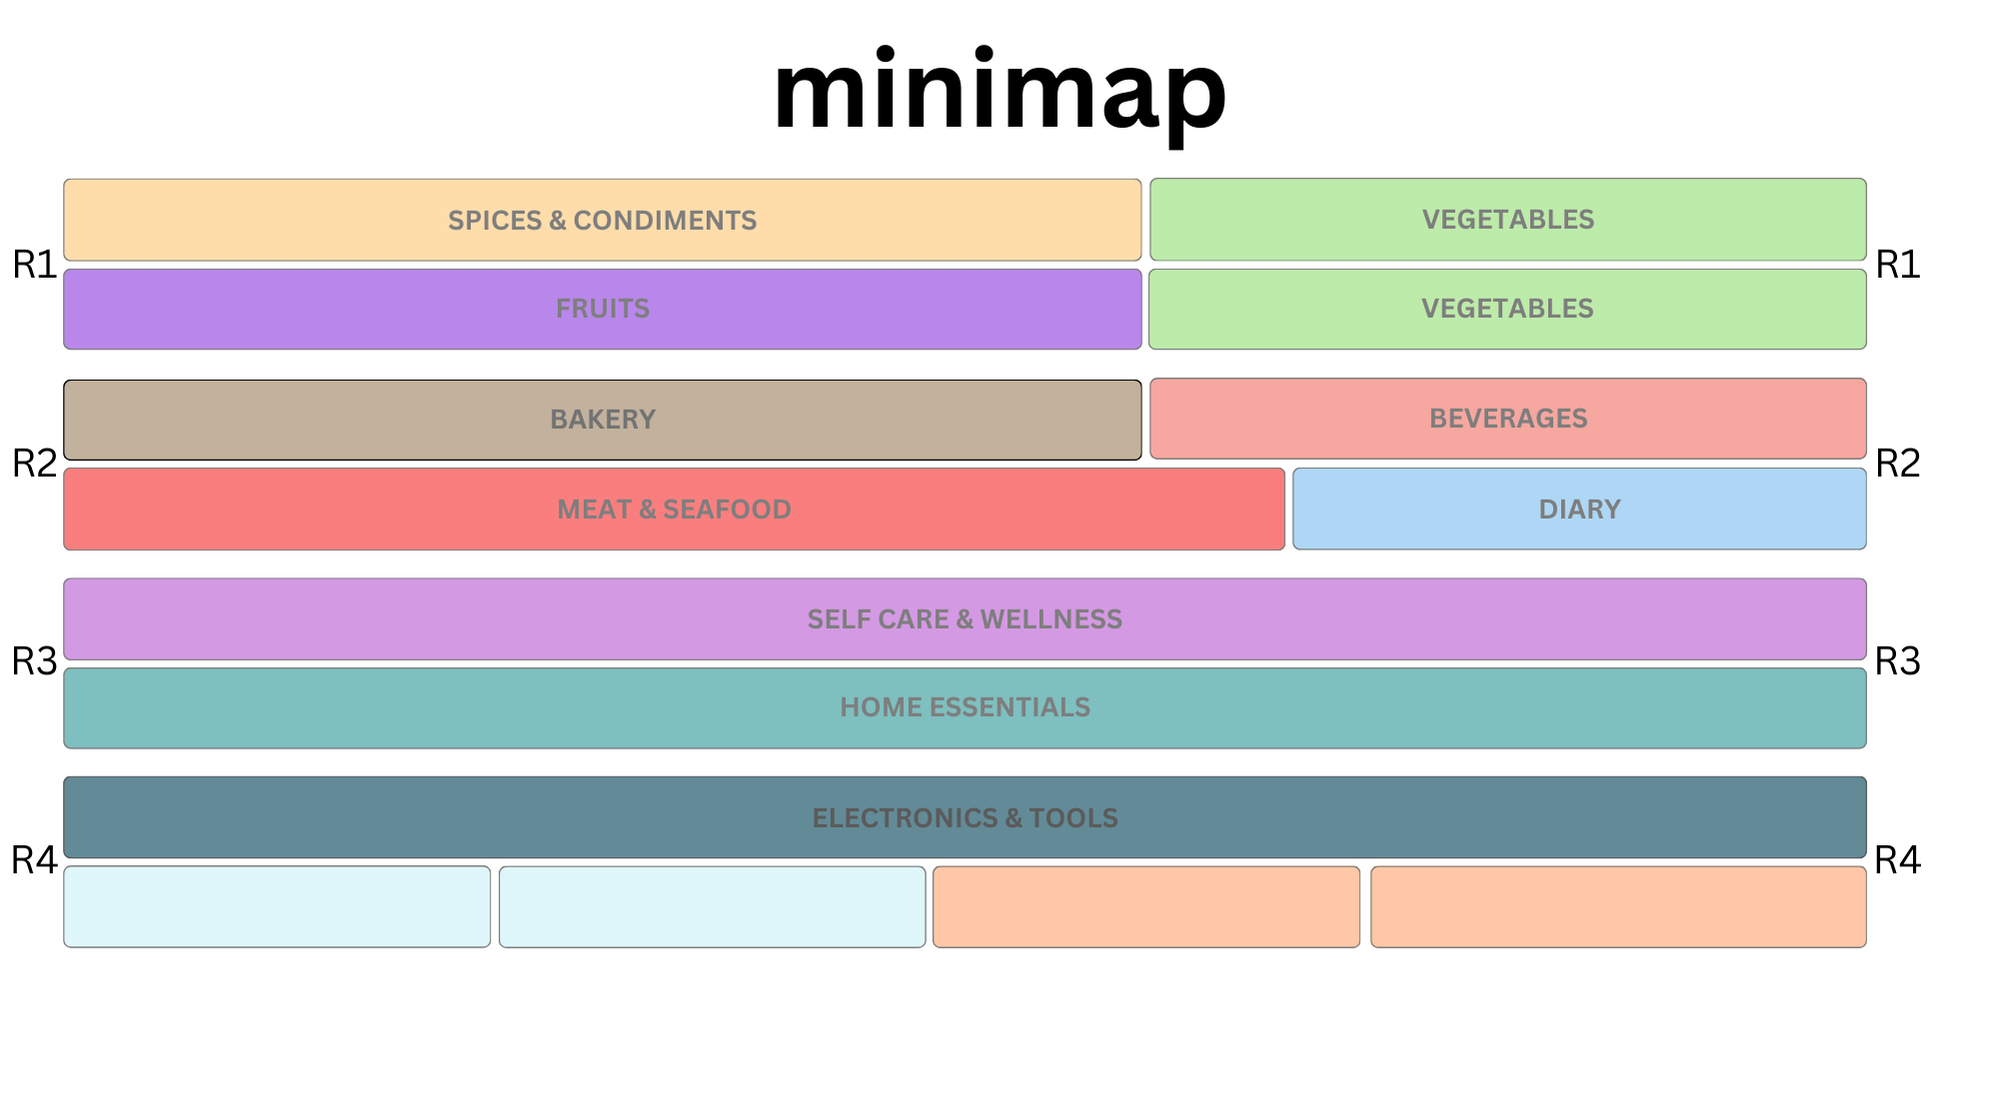 minimap
SPICES & CONDIMENTS
VEGETABLES
R1
R1
FRUITS
VEGETABLES
BAKERY
BEVERAGES
R2
R2
MEAT & SEAFOOD
DIARY
SELF CARE & WELLNESS
R3
R3
HOME ESSENTIALS
ELECTRONICS & TOOLS
R4
R4